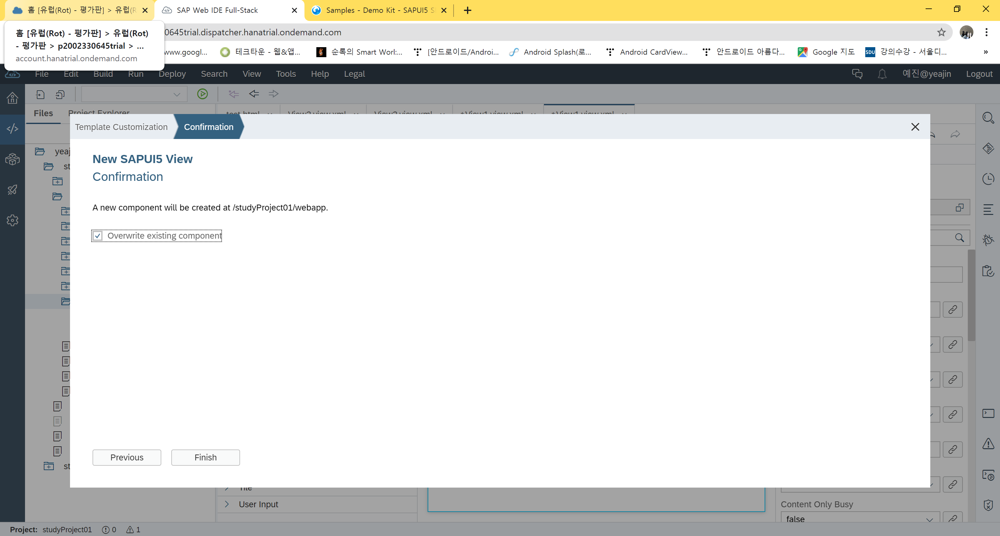 홈 [유럽(Rot) - 평가판] > 유럽(R
SAP Web IDE Full-Stack
Samples - Demo Kit - SAPUI5 S
홈 [유럽(Rot) - 평가판] > 유럽(Rot)
- 평가판 > p2002330645trial > ...
account.hanatrial.ondemand.com
0645trial.dispatcher.hanatrial.ondemand.com
www.googl...
테크타운 - 웹&앱...
순록의 Smart Worl:...
[안드로이드/Androi...
Android Splash(로...
Android CardView...
안드로이드 아름다...
Google 지도
SDU
강의수강 - 서울디...
»
File Edit Build Run Deploy Search View Tools Help Legal
예진@yeajin Logout
Files
Project Explorer
test.html
View2.view.xml
View2.view.xml
*View1.view.xml
*View1.view.xml
yeaj
st
Template Customization
Confirmation
New SAPUI5 View
Confirmation
A new component will be created at /studyProject01/webapp.
Overwrite existing component
Previous
Finish
st
Tile
User Input
Content Only Busy
false
Project: studyProject01 0 1